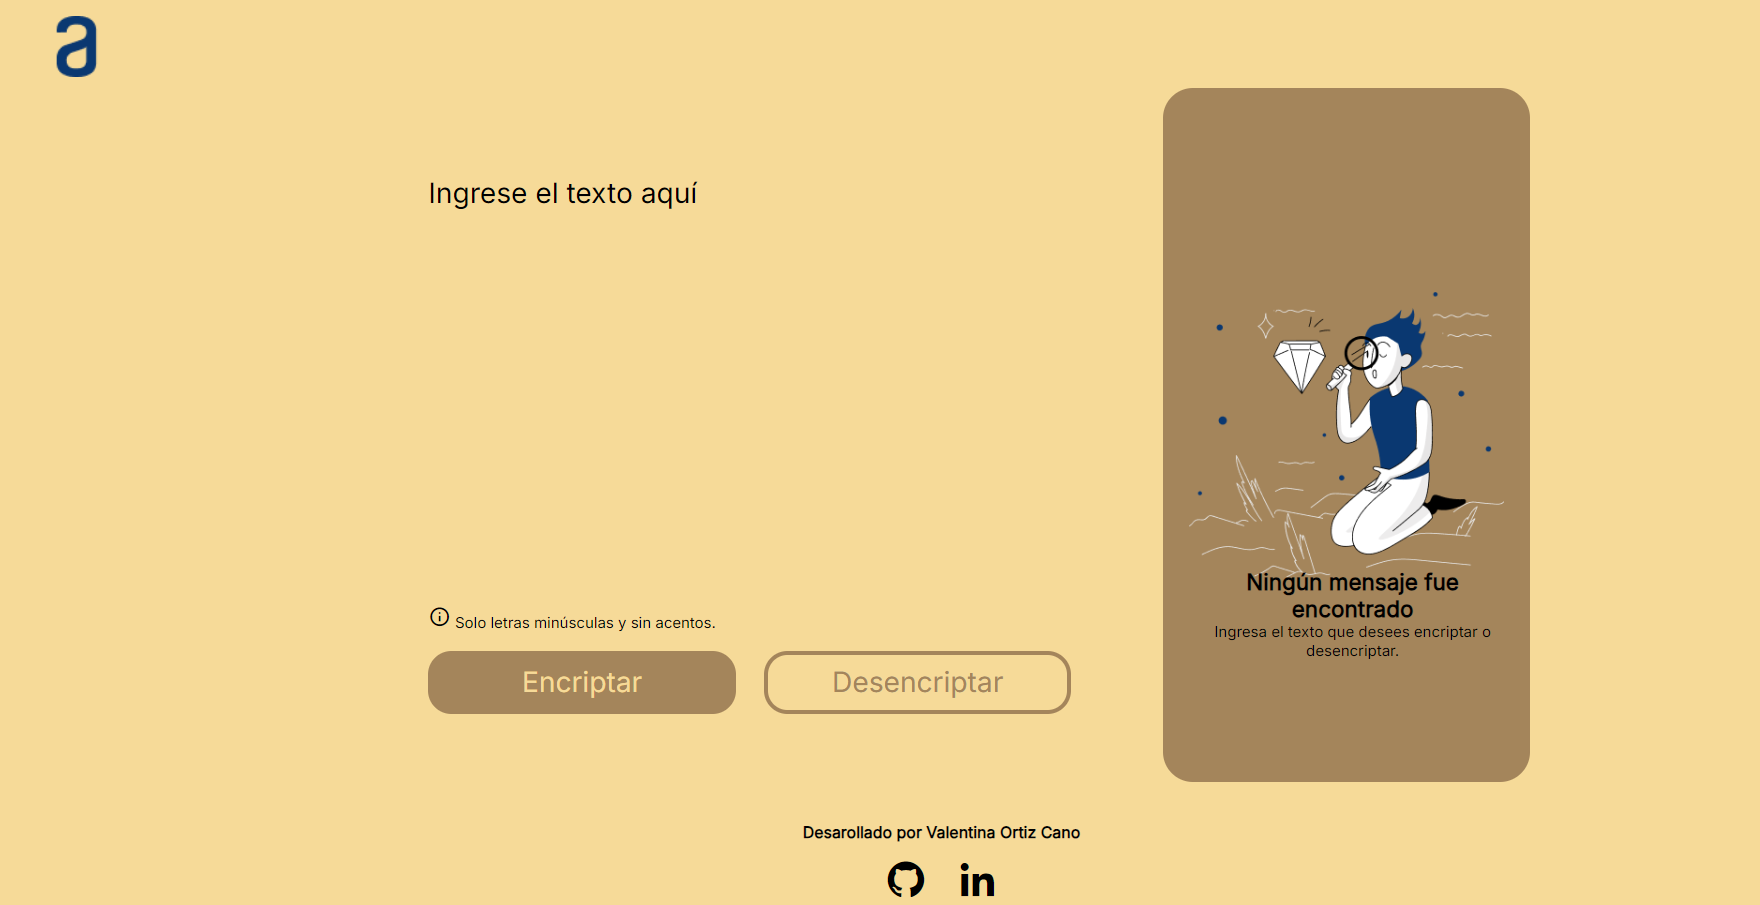 a
Ingrese el texto aquí
Solo letras minúsculas y sin acentos.
Encriptar
Desencriptar
Ningún mensaje fue
encontrado
Ingresa el texto que desees encriptar o
desencriptar.
Desarollado por Valentina Ortiz Cano
in